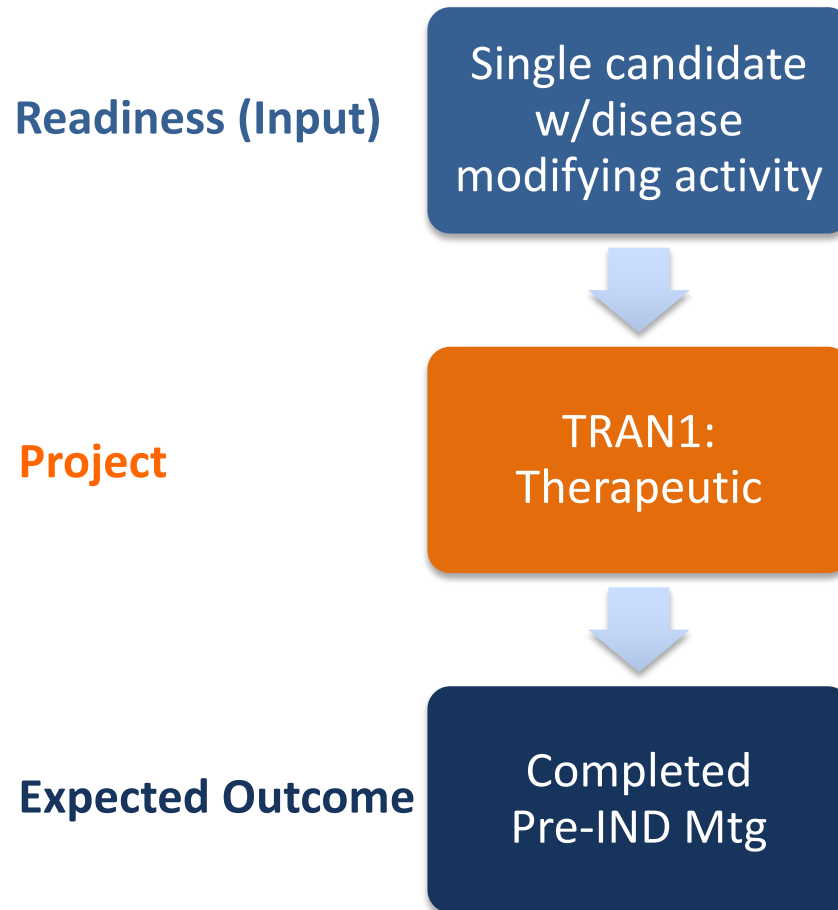 Readiness (Input)
Single candidate
w/disease
modifying activity
Project
TRAN1:
Therapeutic
Expected Outcome
Completed
Pre-IND Mtg